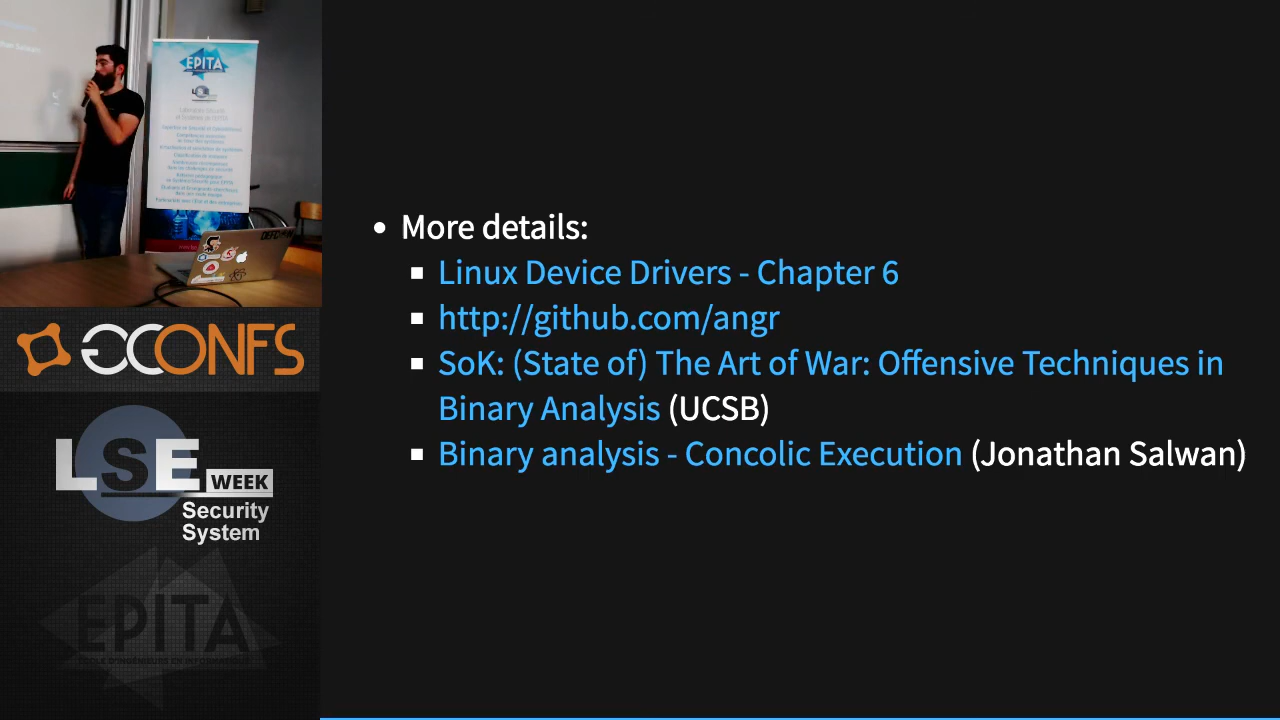 EPITA
More details:
Linux Device Drivers - Chapter 6
http://github.com/angr
SoK: (State of) The Art of War: Offensive Techniques in
Binary Analysis (UCSB)
Binary analysis - Concolic Execution (Jonathan Salwan)
CONFS
LSE
WEEK
Security
System
EPITA